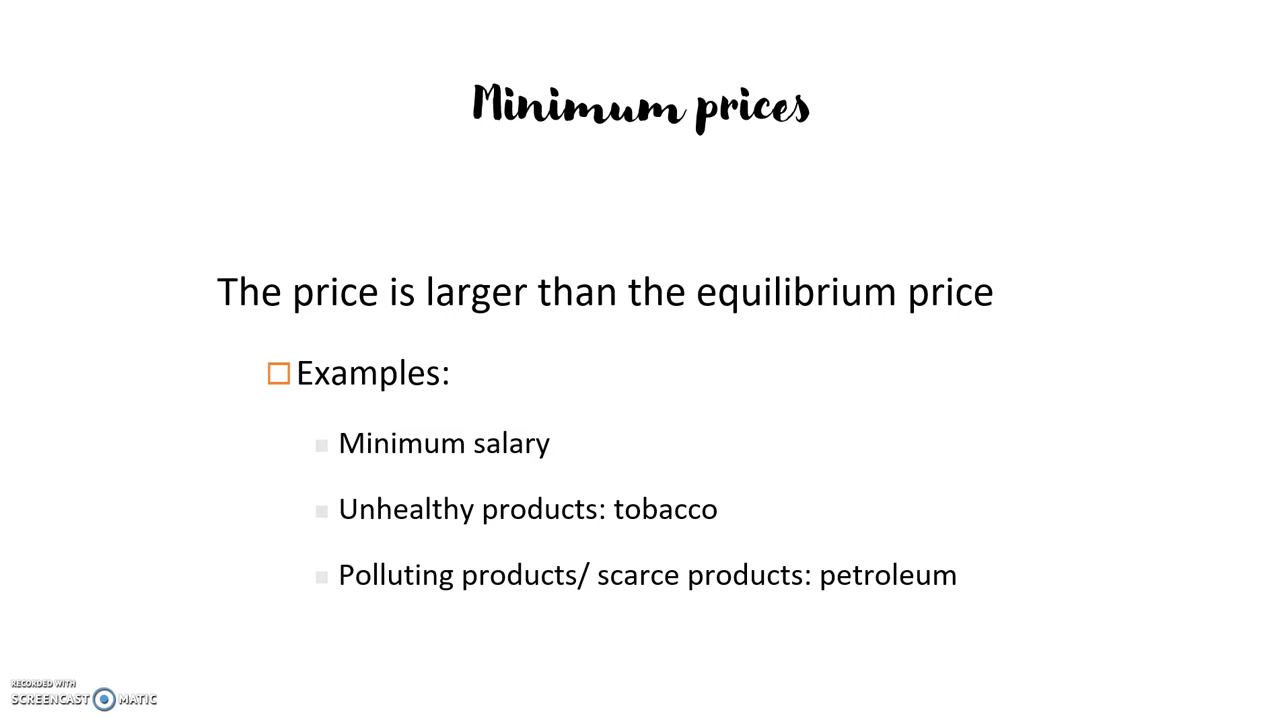 Minimum prices
The price is larger than the equilibrium price
Examples:
Minimum salary
Unhealthy products: tobacco
Polluting products/ scarce products: petroleum
RECORDED WITH
SCREENCAST MATIC